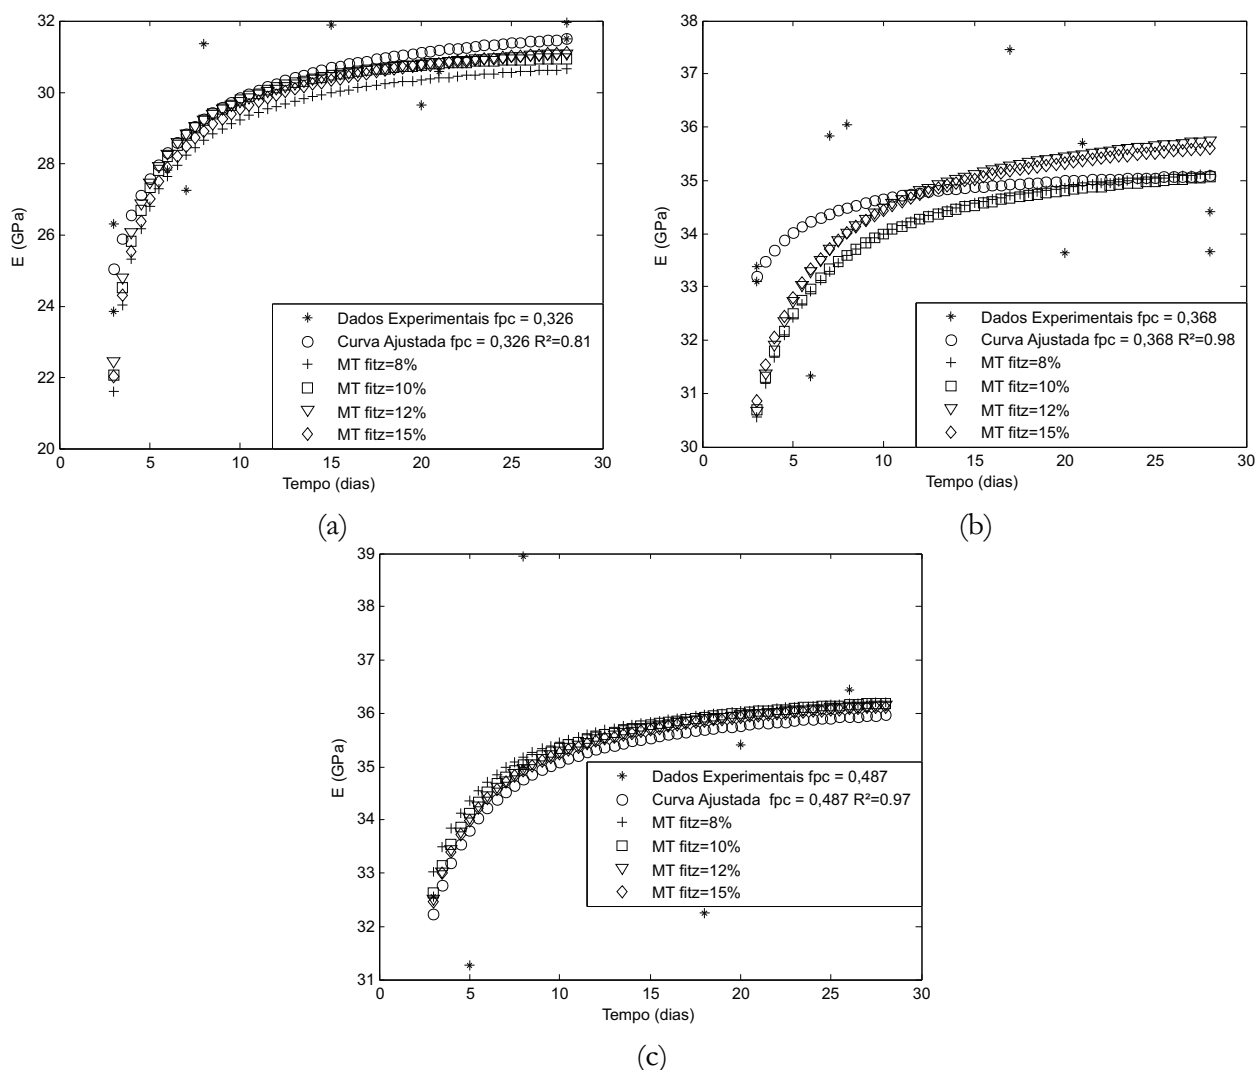 32
30
28
26
24
22
20
E (GPa)
0 5 10 15 20 25 30
Tempo (dias)
Dados Experimentais fpc = 0,326
Curva Ajustada fpc = 0,326 R²=0.81
MT fitz=8%
MT fitz=10%
MT fitz=12%
MT fitz=15%
(a)
38
37
36
35
34
33
32
31
30
E (GPa)
0 5 10 15 20 25 30
Tempo (dias)
Dados Experimentais fpc = 0,368
Curva Ajustada fpc = 0,368 R²=0.98
MT fitz=8%
MT fitz=10%
MT fitz=12%
MT fitz=15%
(b)
39
38
37
36
35
34
33
32
31
E (GPa)
0 5 10 15 20 25 30
Tempo (dias)
Dados Experimentais fpc = 0,487
Curva Ajustada fpc = 0,487 R²=0.97
MT fitz=8%
MT fitz=10%
MT fitz=12%
MT fitz=15%
(c)